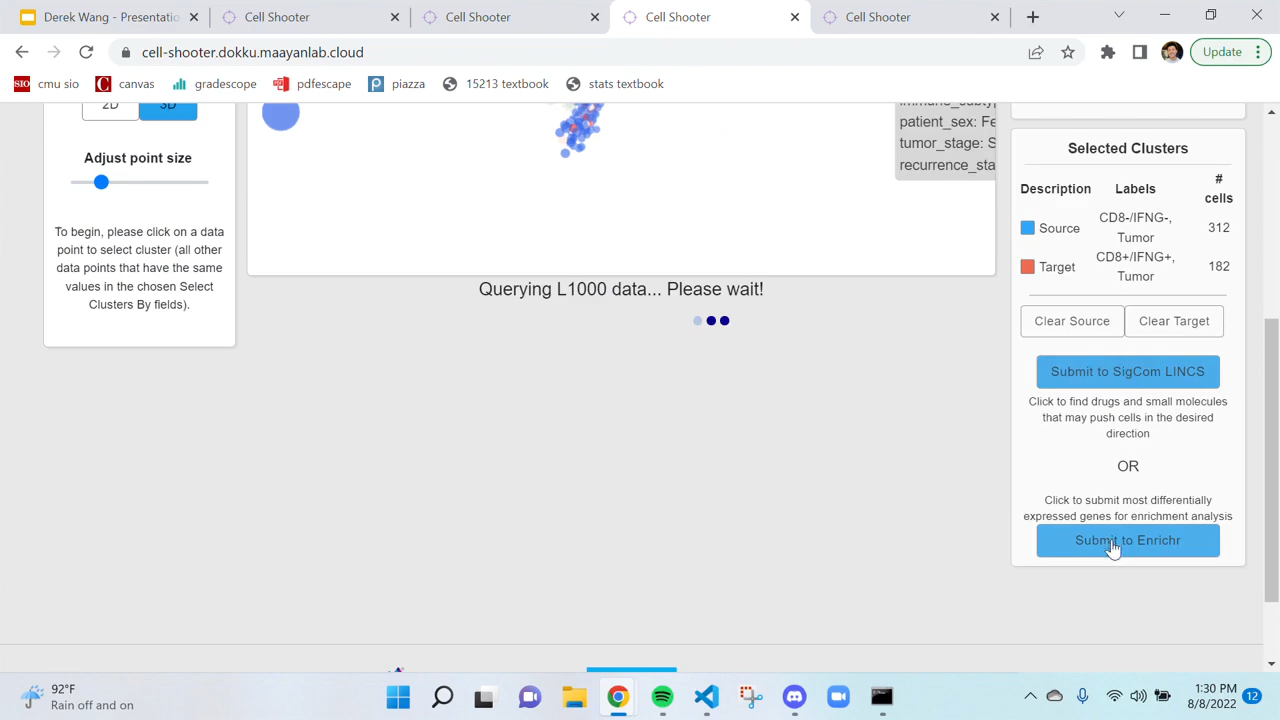 Derek Wang - Presentatio
Cell Shooter
Cell Shooter
Cell Shooter
Cell Shooter
cell-shooter.dokku.maayanlab.cloud
Update
SIO cmu sio
C canvas
gradescope
pdfescape
piazza
15213 textbook
stats textbook
2D
3D
Adjust point size
To begin, please click on a data
point to select cluster (all other
data points that have the same
values in the chosen Select
Clusters By fields).
immune_subty
patient_sex: Fe
tumor_stage: S
recurrence_sta
Querying L1000 data... Please wait!
Selected Clusters
Description Labels # cells
Source CD8-/IFNG-, Tumor 312
Target CD8+/IFNG+, Tumor 182
Clear Source
Clear Target
Submit to SigCom LINCS
Click to find drugs and small molecules
that may push cells in the desired
direction
OR
Click to submit most differentially
expressed genes for enrichment analysis
Submit to Enrichr
92°F
Rain off and on
1:30 PM
8/8/2022
12